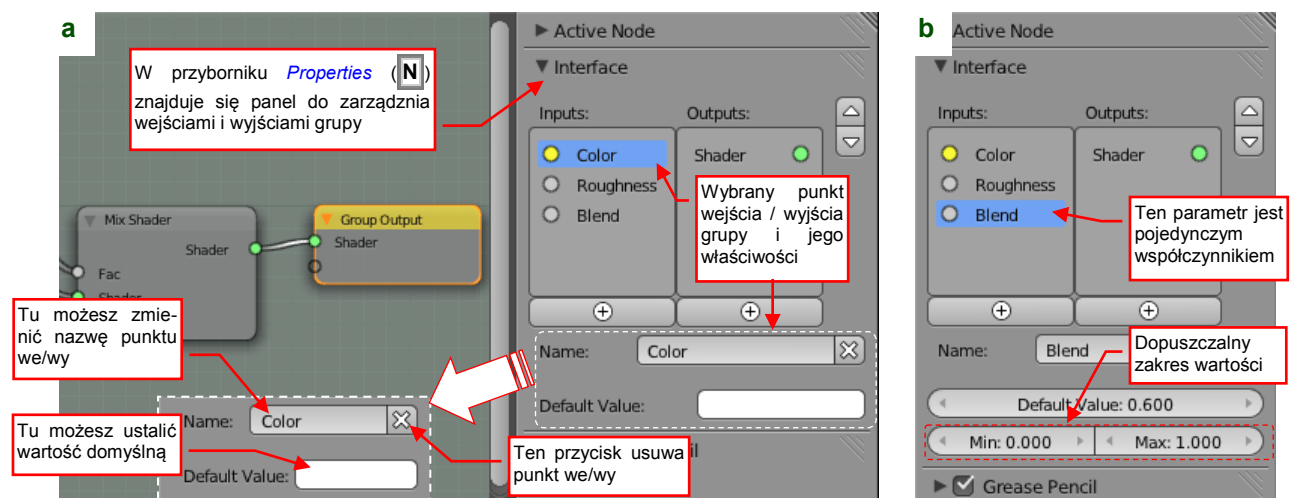 a
W przyborniku Properties (N)
znajduje się panel do zarządznia
wejściami i wyjściami grupy
Mix Shader
Shader
Fac
Shader
Group Output
Shader
Tu możesz zmie-
nić nazwę punktu
we/wy
Tu możesz ustalić
wartość domyślną
Name: Color
Default Value:
Ten przycisk usuwa
punkt we/wy
Active Node
Interface
Inputs: Outputs:
Color Shader
Roughness
Blend
Wybrany punkt
wejścia / wyjścia
grupy i jego
właściwości
Name: Color
Default Value:
b
Active Node
Interface
Inputs: Outputs:
Color Shader
Roughness
Blend
Ten parametr jest
pojedynczym
współczynnikiem
Name: Blend
Dopuszczalny
zakres wartości
Default Value: 0.600
Min: 0.000 Max: 1.000
Grease Pencil